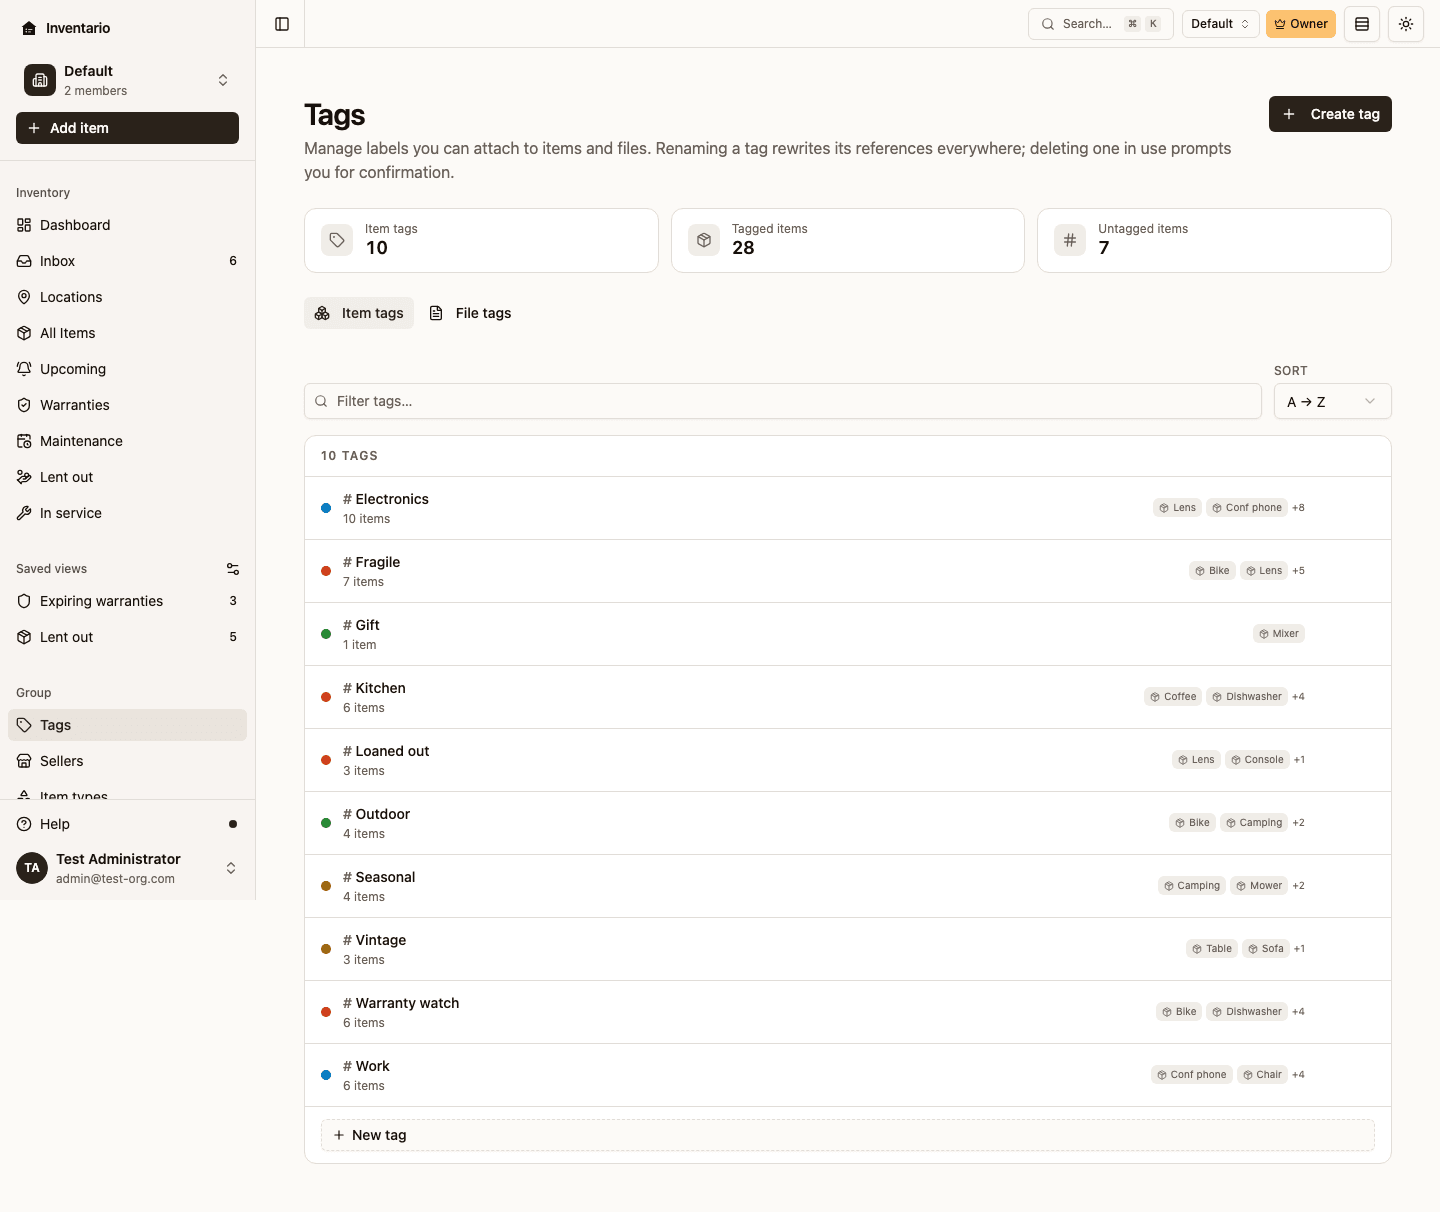 Inventario
Default
2 members
Add item
Inventory
Dashboard
Inbox 6
Locations
All Items
Upcoming
Warranties
Maintenance
Lent out
In service
Saved views
Expiring warranties 3
Lent out 5
Group
Tags
Sellers
Item types
Help
TA
Test Administrator
admin@test-org.com
Search... ⌘ K
Default
Owner
Tags
Create tag
Manage labels you can attach to items and files. Renaming a tag rewrites its references everywhere; deleting one in use prompts
you for confirmation.
Item tags
10
Tagged items
28
Untagged items
7
Item tags
File tags
SORT
Filter tags...
A → Z
10 TAGS
# Electronics
10 items
Lens Conf phone +8
# Fragile
7 items
Bike Lens +5
# Gift
1 item
Mixer
# Kitchen
6 items
Coffee Dishwasher +4
# Loaned out
3 items
Lens Console +1
# Outdoor
4 items
Bike Camping +2
# Seasonal
4 items
Camping Mower +2
# Vintage
3 items
Table Sofa +1
# Warranty watch
6 items
Bike Dishwasher +4
# Work
6 items
Conf phone Chair +4
New tag